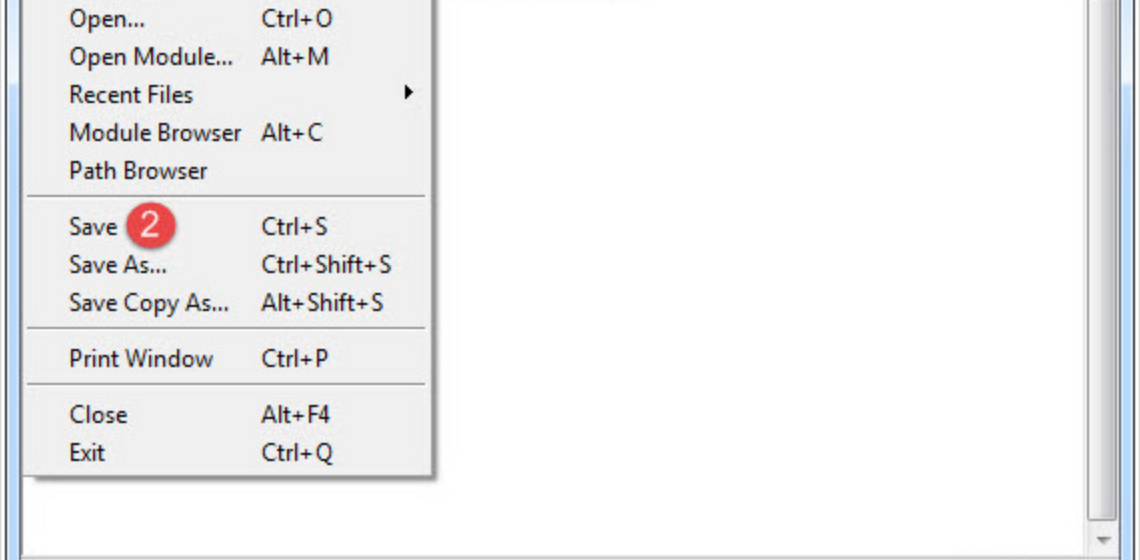 Open... Ctrl+O
Open Module... Alt+M
Recent Files
Module Browser Alt+C
Path Browser
Save 2 Ctrl+S
Save As... Ctrl+Shift+S
Save Copy As... Alt+Shift+S
Print Window Ctrl+P
Close Alt+F4
Exit Ctrl+Q